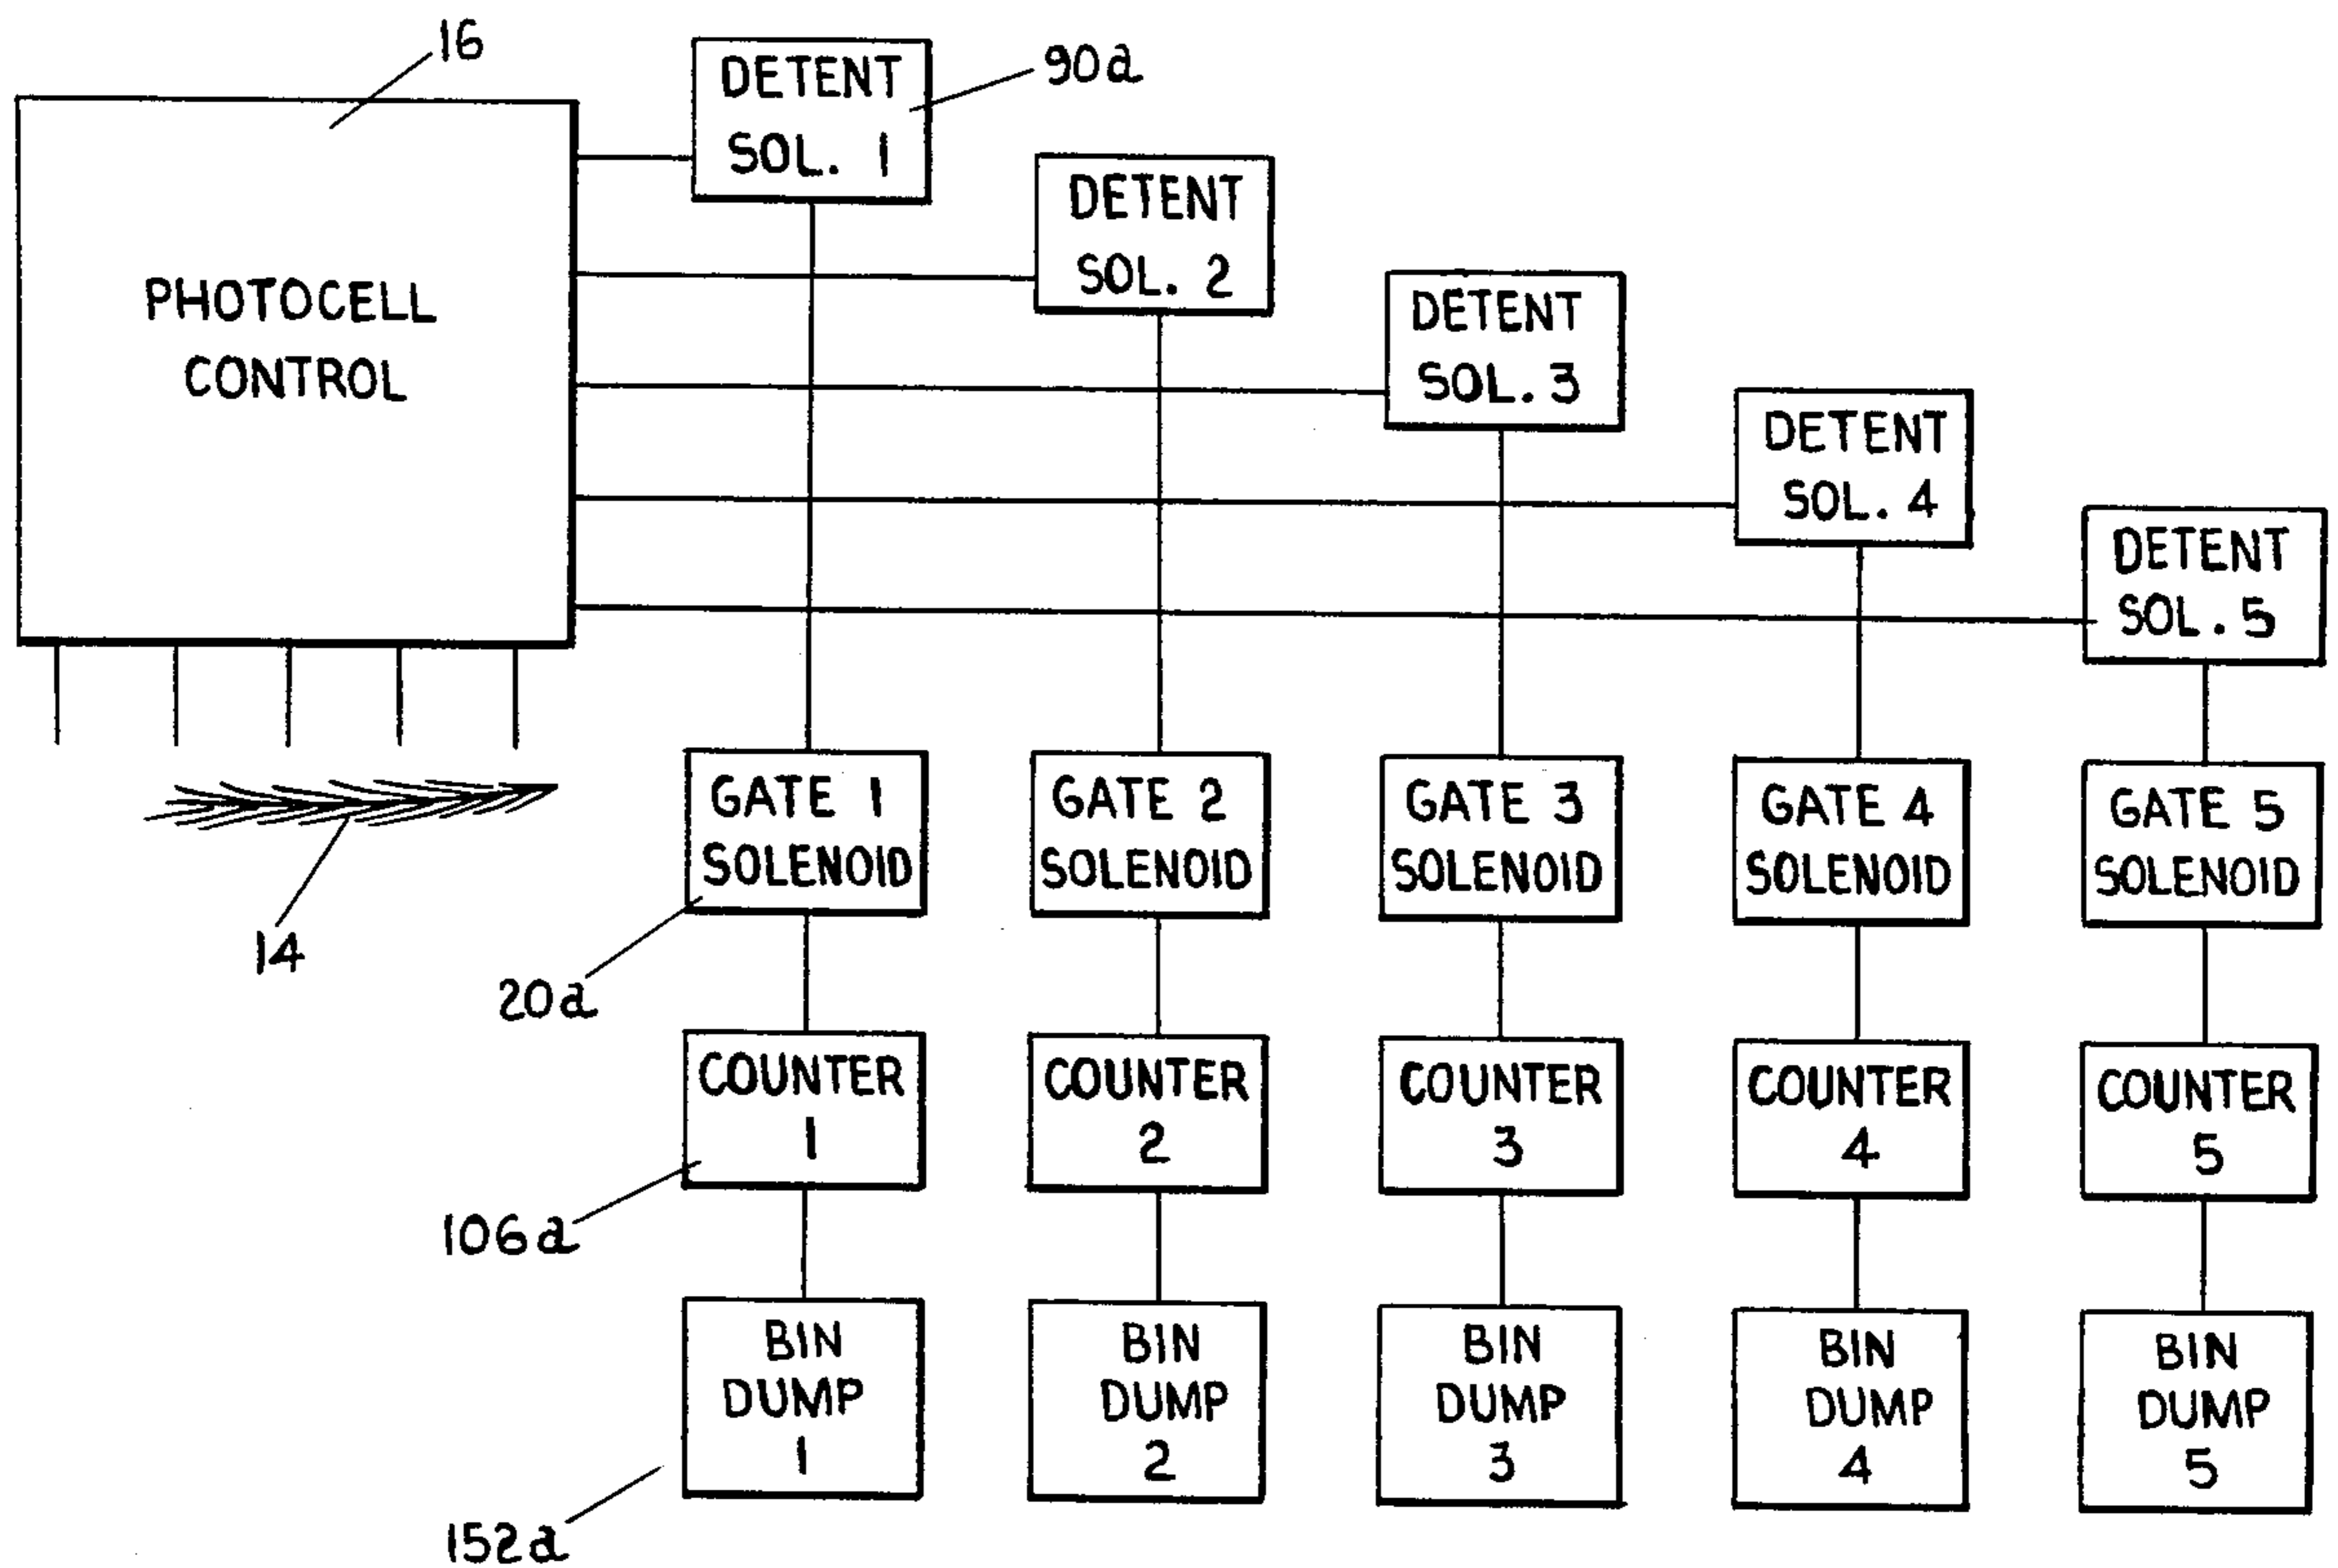 16
90a
DETENT
SOL. 1
DETENT
SOL. 2
DETENT
SOL. 3
DETENT
SOL. 4
DETENT
SOL. 5
PHOTOCELL
CONTROL
14
GATE 1
SOLENOID
GATE 2
SOLENOID
GATE 3
SOLENOID
GATE 4
SOLENOID
GATE 5
SOLENOID
20a
COUNTER
1
COUNTER
2
COUNTER
3
COUNTER
4
COUNTER
5
106a
BIN
DUMP
1
BIN
DUMP
2
BIN
DUMP
3
BIN
DUMP
4
BIN
DUMP
5
152a